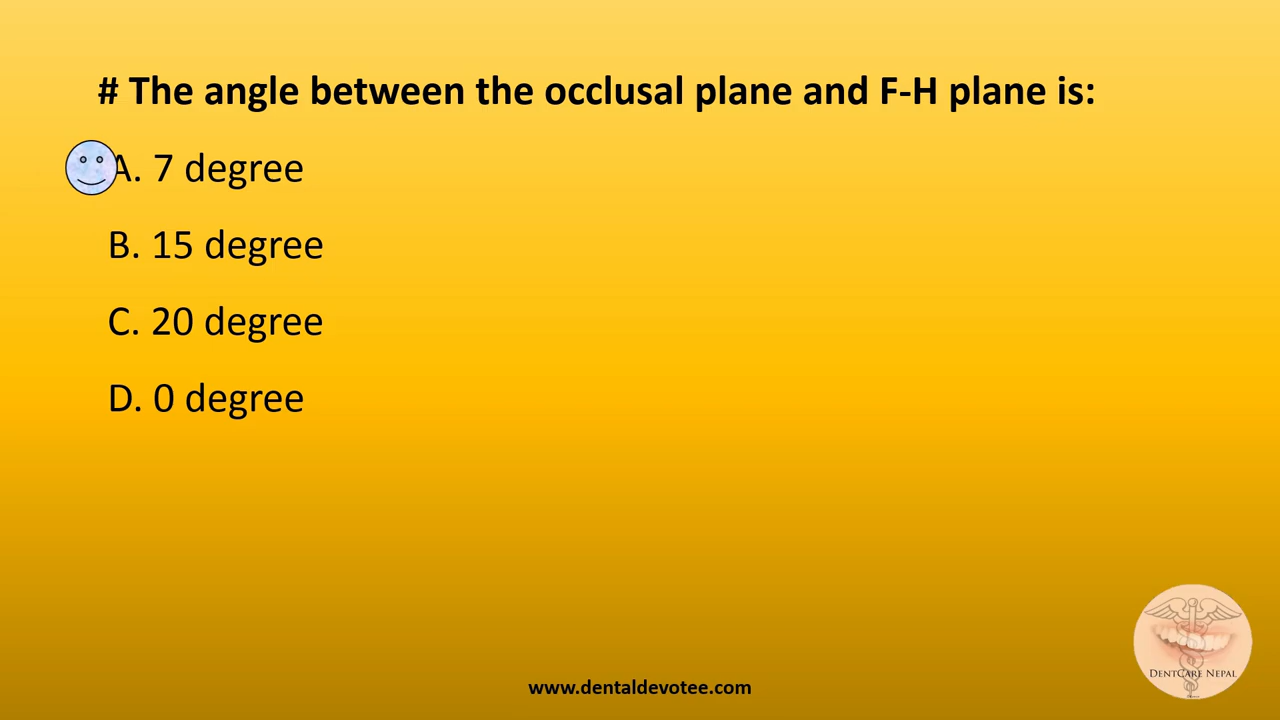 # The angle between the occlusal plane and F-H plane is:
A. 7 degree
B. 15 degree
C. 20 degree
D. 0 degree
DentCare Nepal
www.dentaldevotee.com